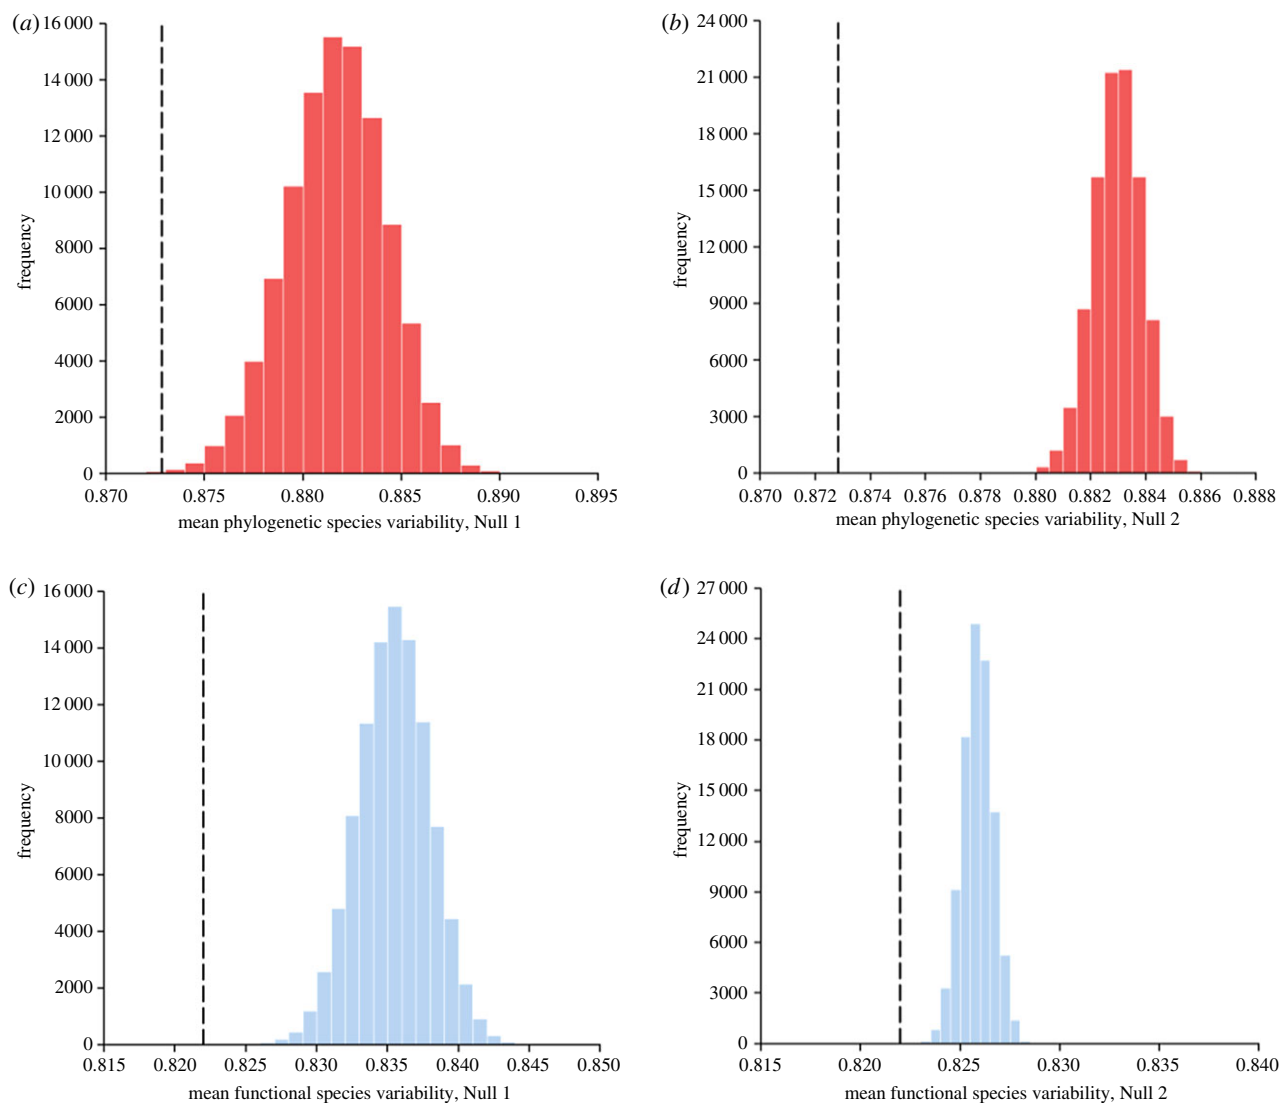 (a)
16 000
14 000
12 000
10 000
8000
6000
4000
2000
0
frequency
0.870 0.875 0.880 0.885 0.890 0.895
mean phylogenetic species variability, Null 1
(b)
24 000
21 000
18 000
15 000
12 000
9000
6000
3000
0
frequency
0.870 0.872 0.874 0.876 0.878 0.880 0.882 0.884 0.886 0.888
mean phylogenetic species variability, Null 2
(c)
16 000
14 000
12 000
10 000
8000
6000
4000
2000
0
frequency
0.815 0.820 0.825 0.830 0.835 0.840 0.845 0.850
mean functional species variability, Null 1
(d)
27 000
24 000
21 000
18 000
15 000
12 000
9000
6000
3000
0
frequency
0.815 0.820 0.825 0.830 0.835 0.840
mean functional species variability, Null 2